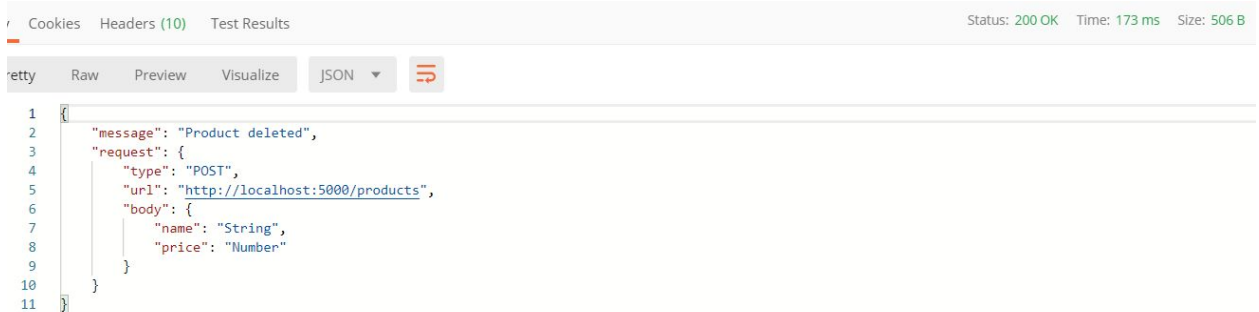 Cookies Headers (10) Test Results Status: 200 OK Time: 173 ms Size: 506 B
Raw Preview Visualize JSON
1 {
2 "message": "Product deleted",
3 "request": {
4 "type": "POST",
5 "url": "http://localhost:5000/products",
6 "body": {
7 "name": "String",
8 "price": "Number"
9 }
10 }
11 }